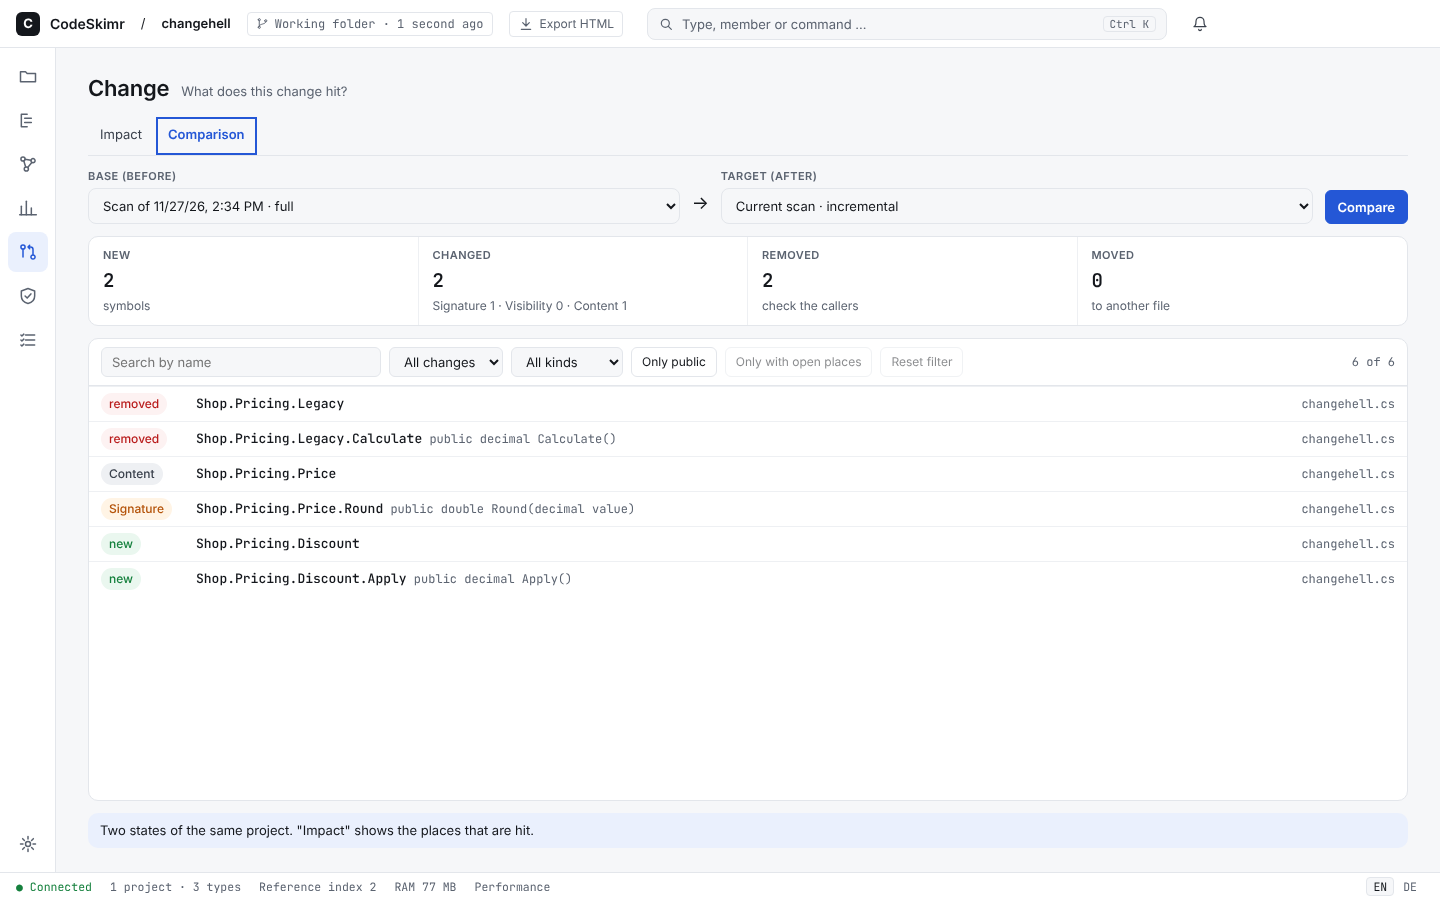 C CodeSkimr / changehell Working folder · 1 second ago Export HTML Type, member or command ... Ctrl K
Change What does this change hit?
Impact Comparison
BASE (BEFORE) TARGET (AFTER)
Scan of 11/27/26, 2:34 PM · full → Current scan · incremental Compare
NEW CHANGED REMOVED MOVED
2 2 2 0
symbols Signature 1 · Visibility 0 · Content 1 check the callers to another file
Search by name All changes All kinds Only public Only with open places Reset filter 6 of 6
removed Shop.Pricing.Legacy changehell.cs
removed Shop.Pricing.Legacy.Calculate public decimal Calculate() changehell.cs
Content Shop.Pricing.Price changehell.cs
Signature Shop.Pricing.Price.Round public double Round(decimal value) changehell.cs
new Shop.Pricing.Discount changehell.cs
new Shop.Pricing.Discount.Apply public decimal Apply() changehell.cs
Two states of the same project. "Impact" shows the places that are hit.
Connected 1 project · 3 types Reference index 2 RAM 77 MB Performance EN DE